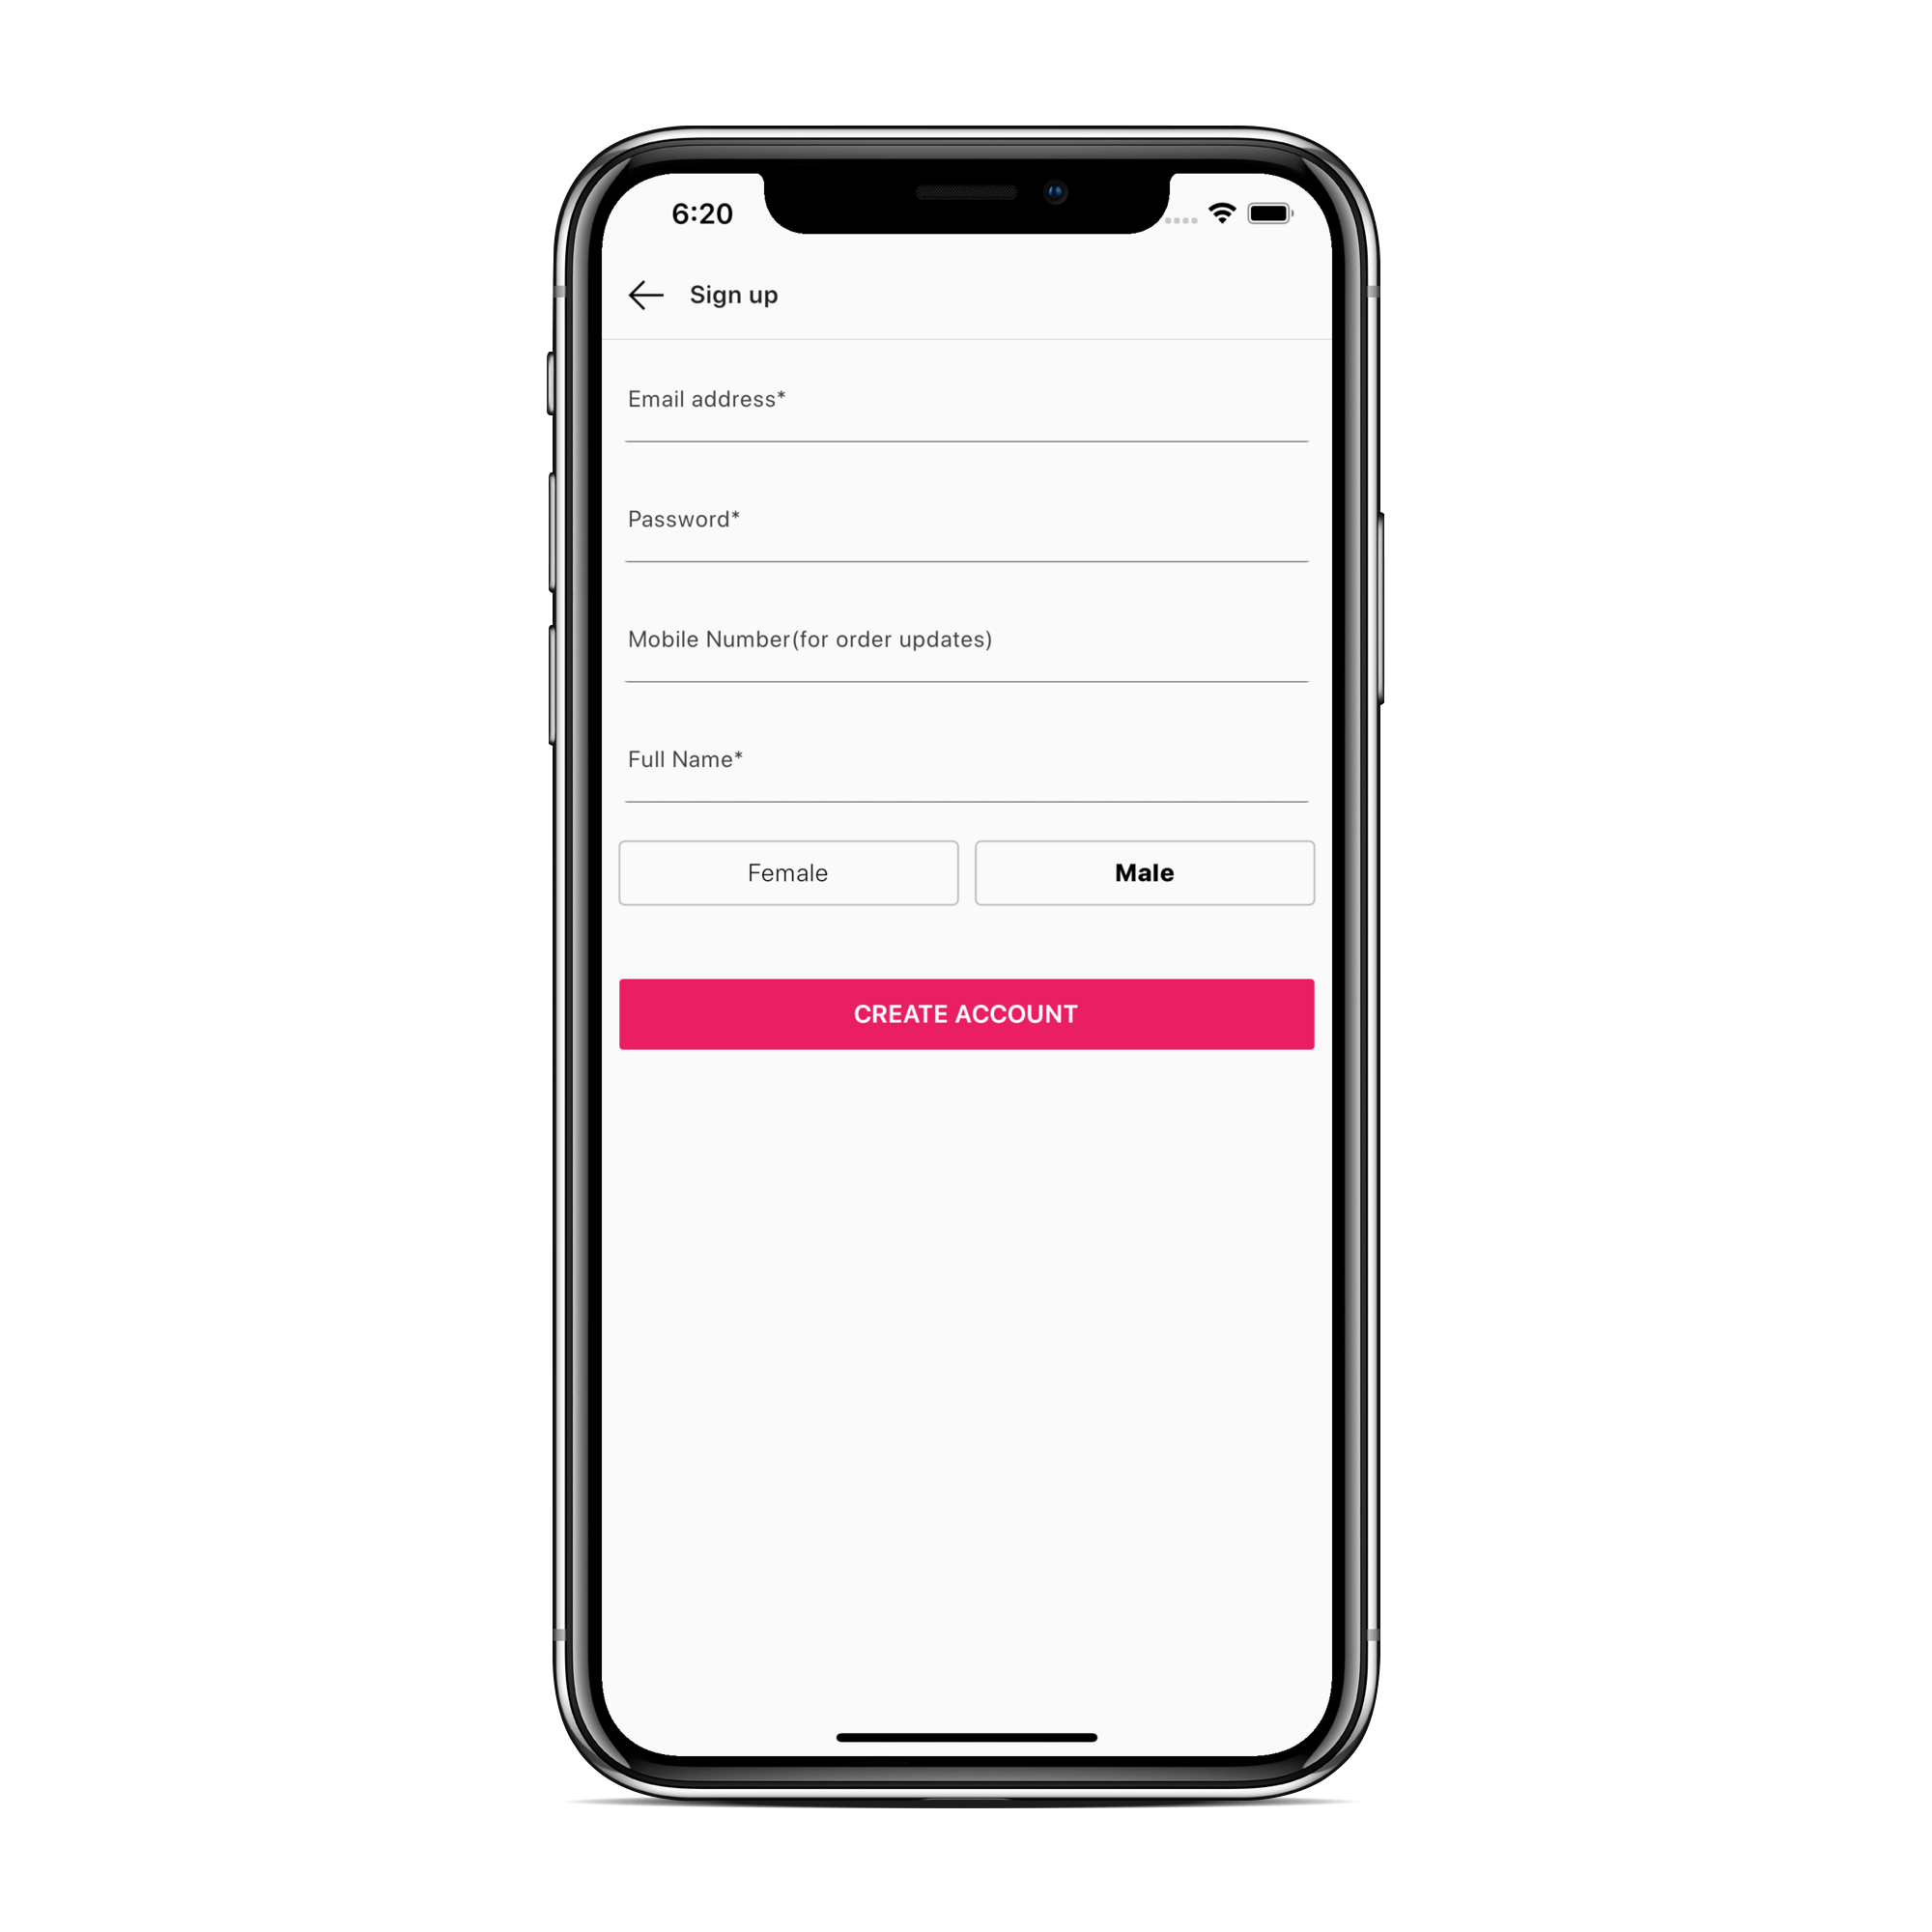 6:20
Sign up
Email address*
Password*
Mobile Number(for order updates)
Full Name*
Female Male
CREATE ACCOUNT